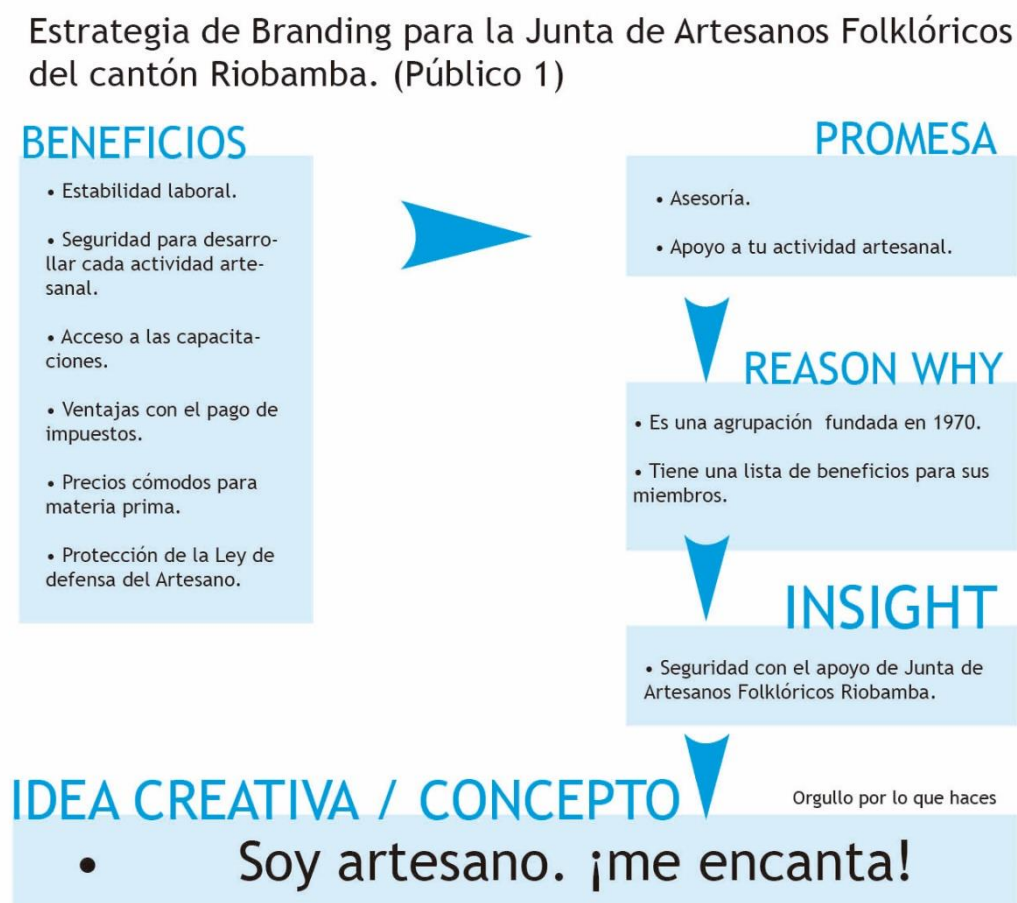 Estrategia de Branding para la Junta de Artesanos Folklóricos
del cantón Riobamba. (Público 1)
BENEFICIOS
• Estabilidad laboral.
• Seguridad para desarro-
llar cada actividad arte-
sanal.
• Acceso a las capacita-
ciones.
• Ventajas con el pago de
impuestos.
• Precios cómodos para
materia prima.
• Protección de la Ley de
defensa del Artesano.
PROMESA
• Asesoría.
• Apoyo a tu actividad artesanal.
REASON WHY
• Es una agrupación fundada en 1970.
• Tiene una lista de beneficios para sus
miembros.
INSIGHT
• Seguridad con el apoyo de Junta de
Artesanos Folklóricos Riobamba.
IDEA CREATIVA / CONCEPTO
Orgullo por lo que haces
• Soy artesano. ¡me encanta!